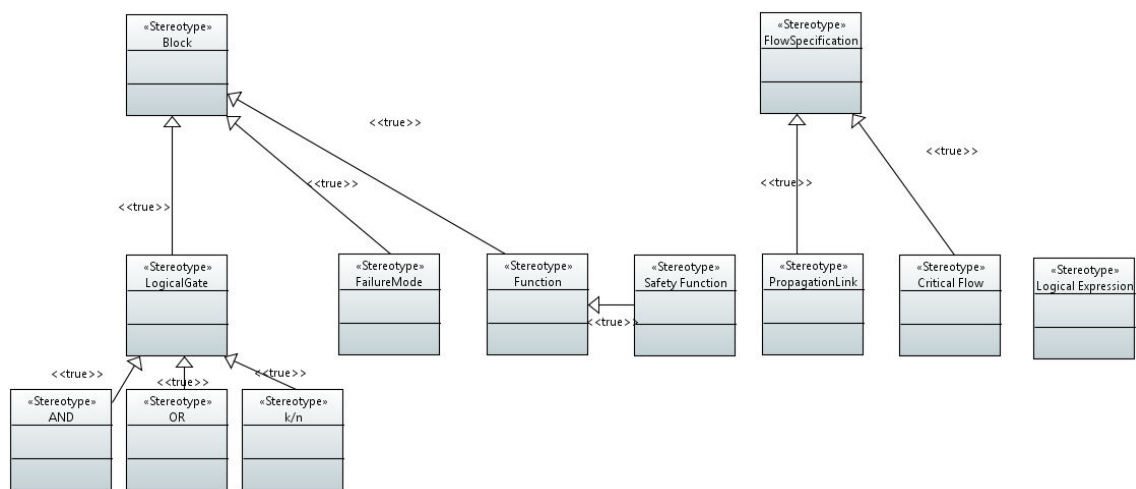 «Stereotype»
Block
«Stereotype»
FlowSpecification
<<true>>
<<true>>
<<true>>
<<true>>
<<true>>
«Stereotype»
LogicalGate
«Stereotype»
FailureMode
«Stereotype»
Function
«Stereotype»
Safety Function
«Stereotype»
PropagationLink
«Stereotype»
Critical Flow
«Stereotype»
Logical Expression
<<true>>
<<true>>
<<true>>
<<true>>
«Stereotype»
AND
«Stereotype»
OR
«Stereotype»
k/n